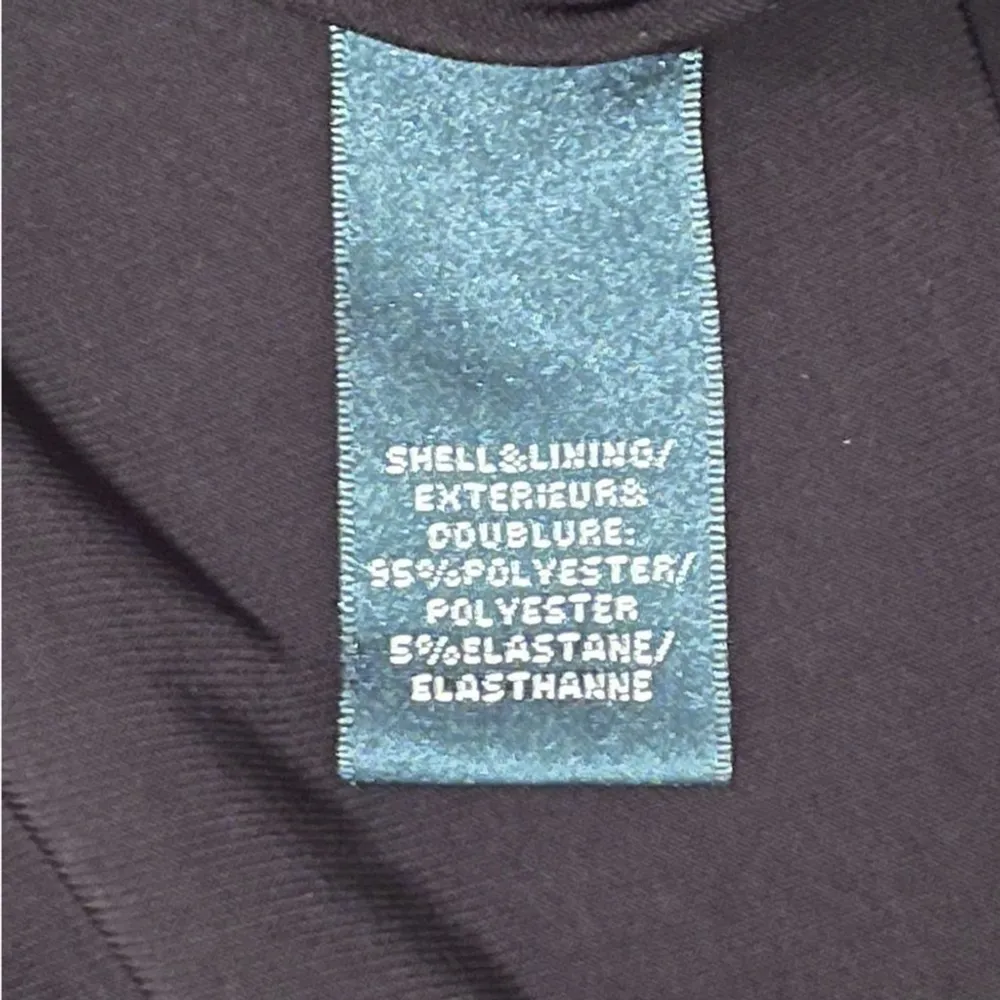 SHELL&LINING/
EXTERIEUR&
DOUBLURE:
95%POLYESTER/
POLYESTER
5%ELASTANE/
ELASTHANNE